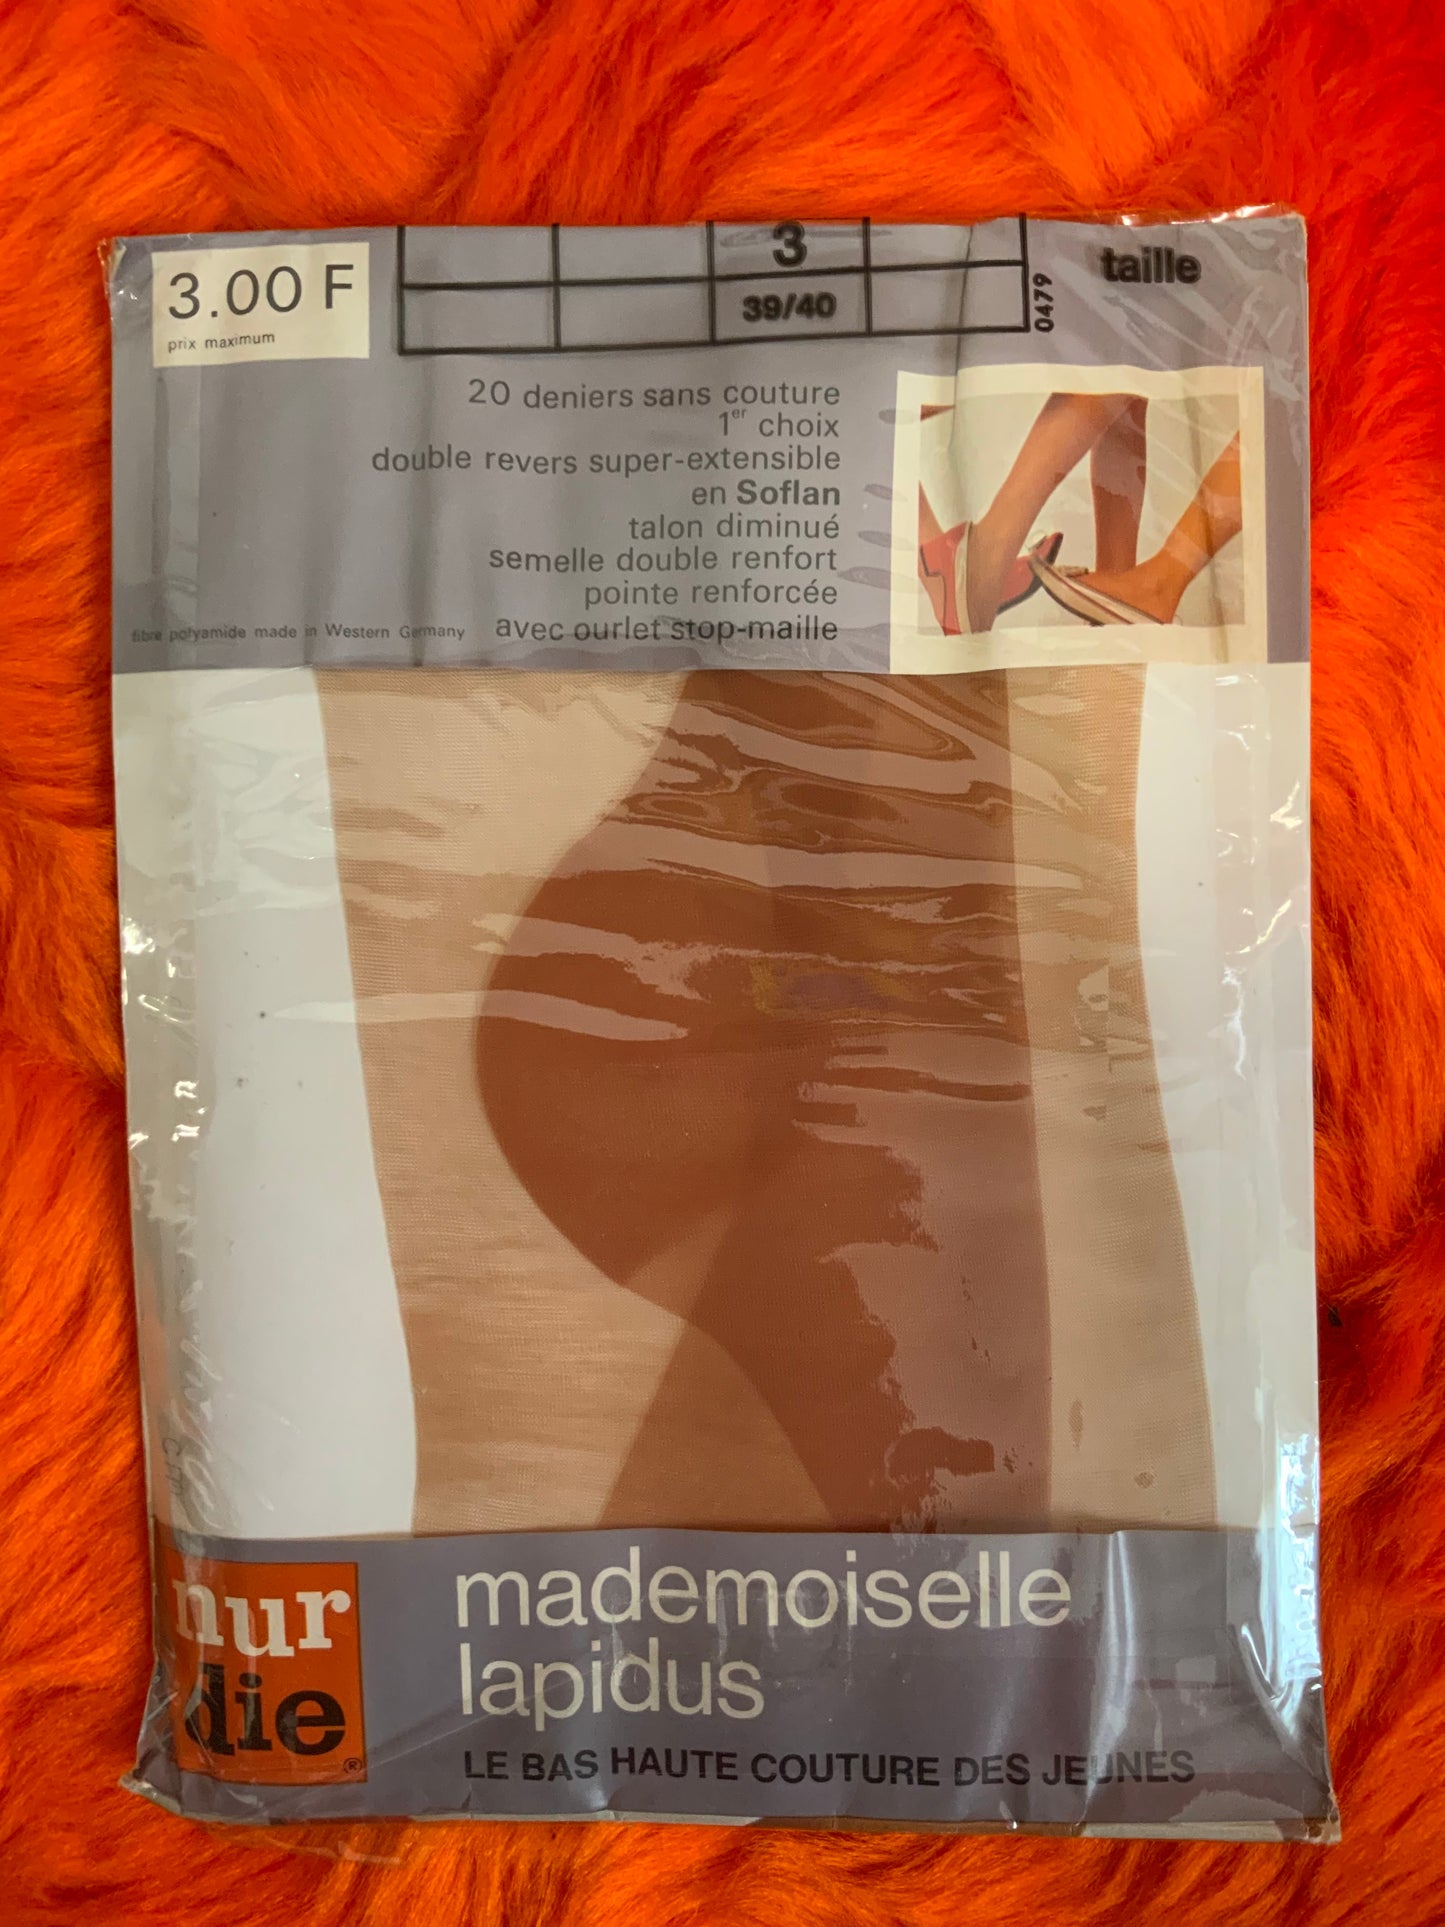 3.00 F
prix maximum
3
39/40
0479
taille
20 deniers sans couture
1er choix
double revers super-extensible
en Soflan
talon diminué
semelle double renfort
pointe renforcée
avec ourlet stop-maille
fibre polyamide made in Western Germany
nur
die
®
mademoiselle
lapidus
LE BAS HAUTE COUTURE DES JEUNES